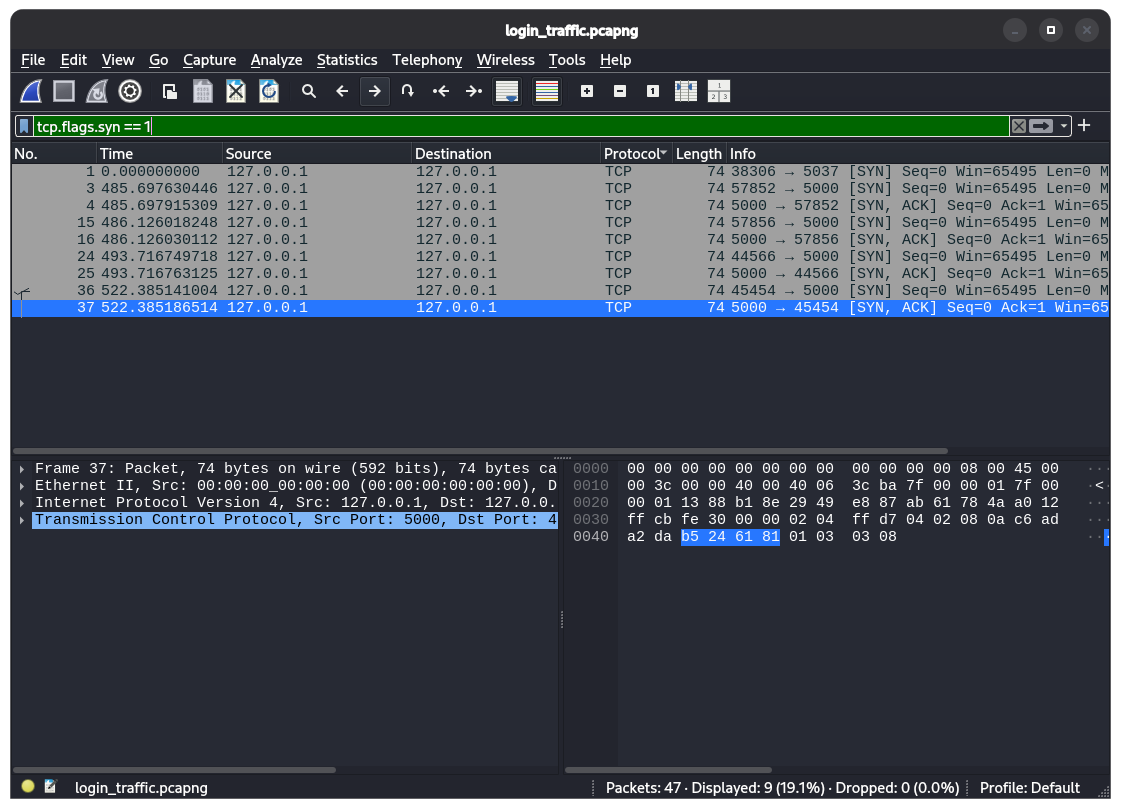 login_traffic.pcapng
File Edit View Go Capture Analyze Statistics Telephony Wireless Tools Help
tcp.flags.syn == 1
No. Time Source Destination Protocol Length Info
1 0.000000000 127.0.0.1 127.0.0.1 TCP 74 38306 → 5037 [SYN] Seq=0 Win=65495 Len=0 M
3 485.697630446 127.0.0.1 127.0.0.1 TCP 74 57852 → 5000 [SYN] Seq=0 Win=65495 Len=0 M
4 485.697915309 127.0.0.1 127.0.0.1 TCP 74 5000 → 57852 [SYN, ACK] Seq=0 Ack=1 Win=65
15 486.126018248 127.0.0.1 127.0.0.1 TCP 74 57856 → 5000 [SYN] Seq=0 Win=65495 Len=0 M
16 486.126030112 127.0.0.1 127.0.0.1 TCP 74 5000 → 57856 [SYN, ACK] Seq=0 Ack=1 Win=65
24 493.716749718 127.0.0.1 127.0.0.1 TCP 74 44566 → 5000 [SYN] Seq=0 Win=65495 Len=0 M
25 493.716763125 127.0.0.1 127.0.0.1 TCP 74 5000 → 44566 [SYN, ACK] Seq=0 Ack=1 Win=65
36 522.385141004 127.0.0.1 127.0.0.1 TCP 74 45454 → 5000 [SYN] Seq=0 Win=65495 Len=0 M
37 522.385186514 127.0.0.1 127.0.0.1 TCP 74 5000 → 45454 [SYN, ACK] Seq=0 Ack=1 Win=65
Frame 37: Packet, 74 bytes on wire (592 bits), 74 bytes ca
Ethernet II, Src: 00:00:00_00:00:00 (00:00:00:00:00:00), D
Internet Protocol Version 4, Src: 127.0.0.1, Dst: 127.0.0.
Transmission Control Protocol, Src Port: 5000, Dst Port: 4
0000 00 00 00 00 00 00 00 00 00 00 00 00 08 00 45 00 ···
0010 00 3c 00 00 40 00 40 06 3c ba 7f 00 00 01 7f 00 ·<·
0020 00 01 13 88 b1 8e 29 49 e8 87 ab 61 78 4a a0 12 ···
0030 ff cb fe 30 00 00 02 04 ff d7 04 02 08 0a c6 ad ···
0040 a2 da b5 24 61 81 01 03 03 08 ···
login_traffic.pcapng
Packets: 47 · Displayed: 9 (19.1%) · Dropped: 0 (0.0%)
Profile: Default